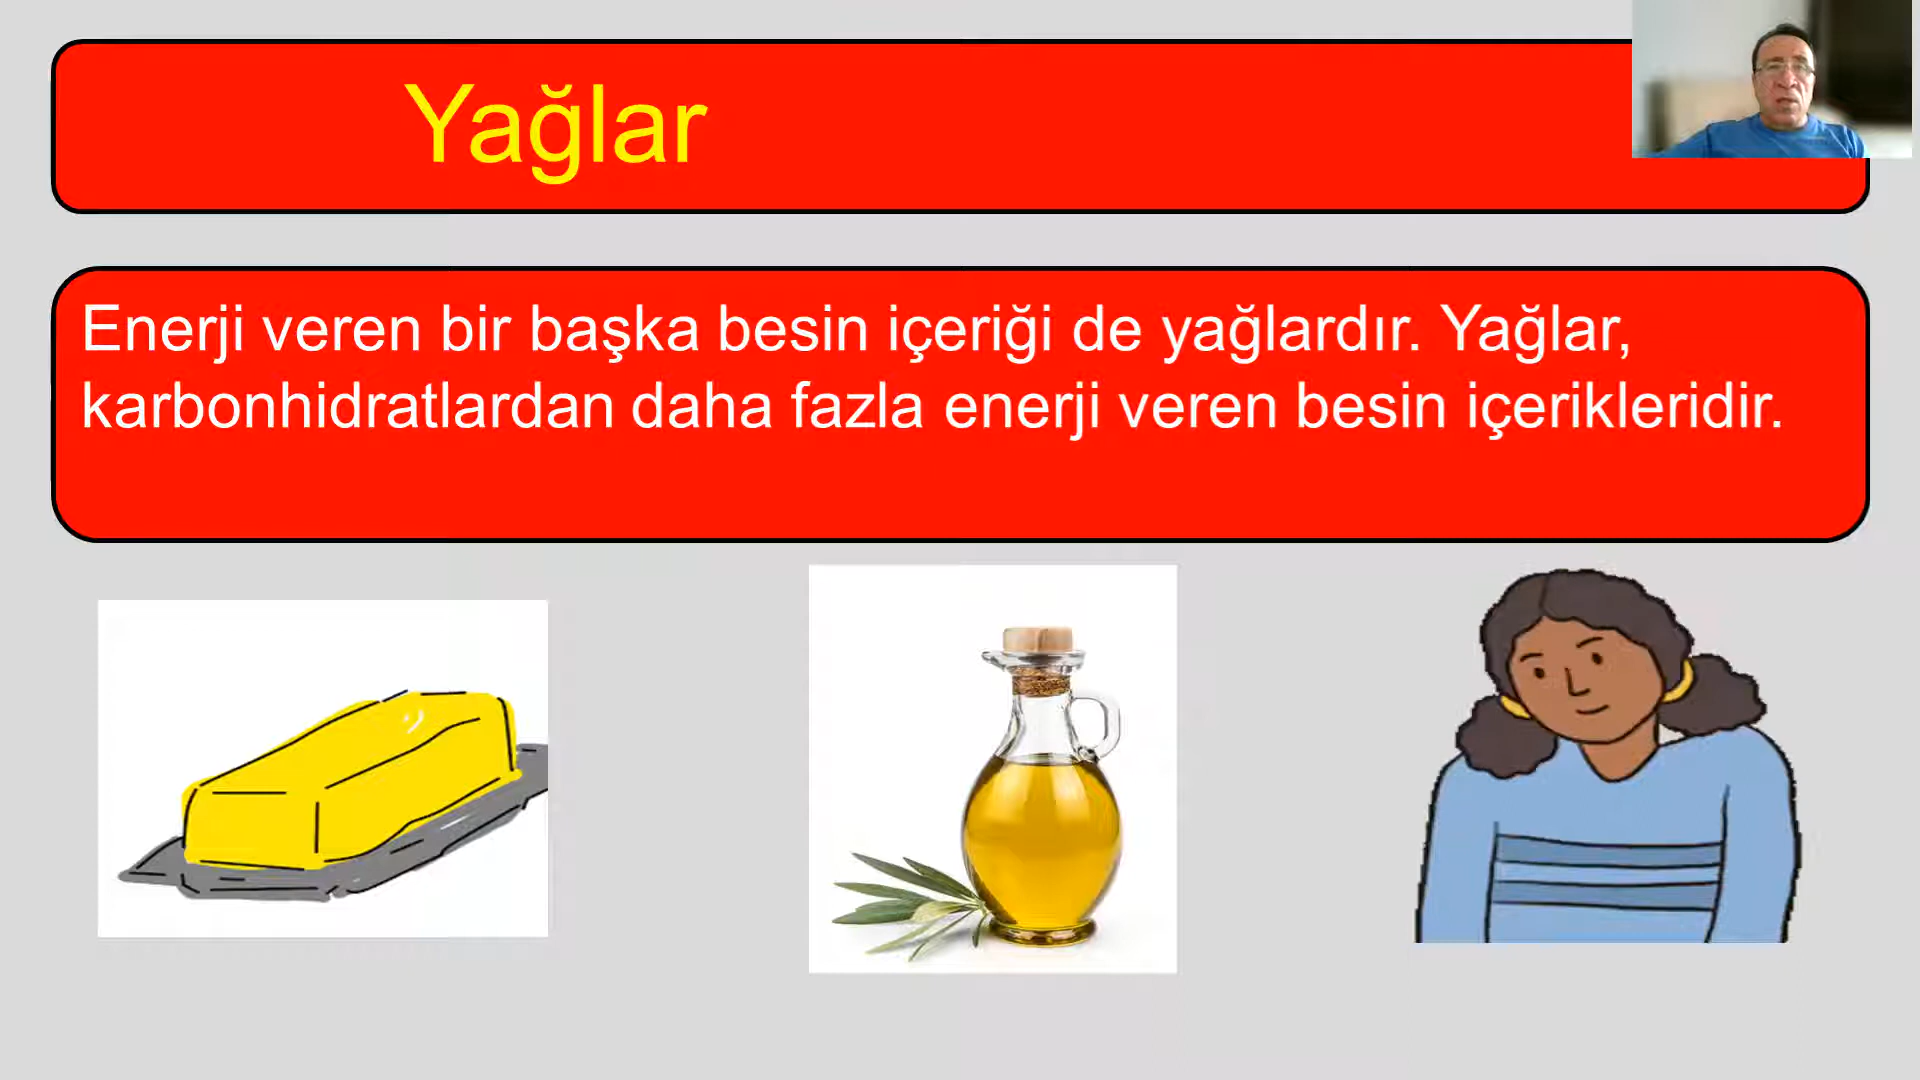 Yağlar
Enerji veren bir başka besin içeriği de yağlardır. Yağlar,
karbonhidratlardan daha fazla enerji veren besin içerikleridir.